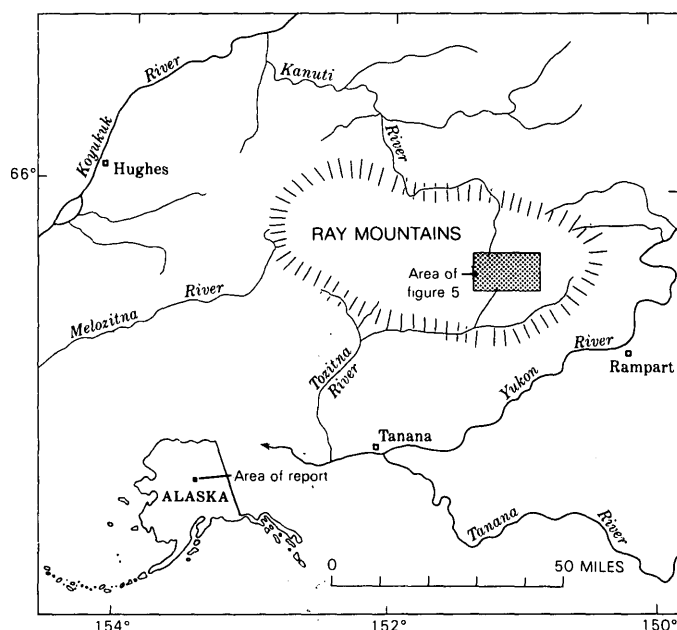 Kanuti
River
Koyukuk
River
66°
Hughes
RAY MOUNTAINS
Area of
figure 5
Melozitna
River
Tozitna
River
Yukon
River
Rampart
Tanana
Area of report
ALASKA
Tanana
River
0
50 MILES
154°
152°
150°